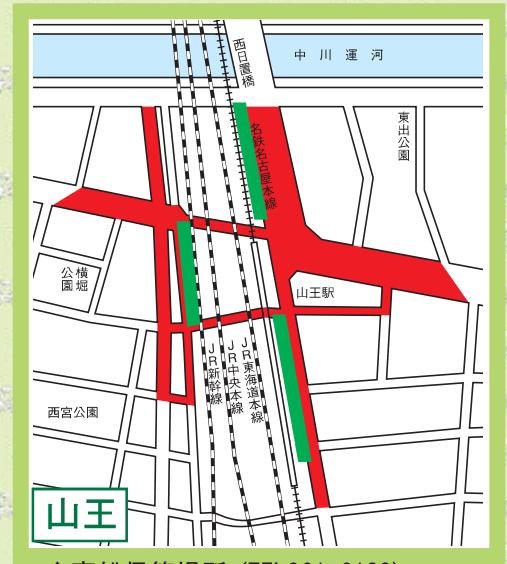 西日置橋
中川運河
東出公園
名鉄名古屋本線
横堀
公園
山王駅
JR新幹線
JR中央本線
JR東海道本線
西宮公園
山王